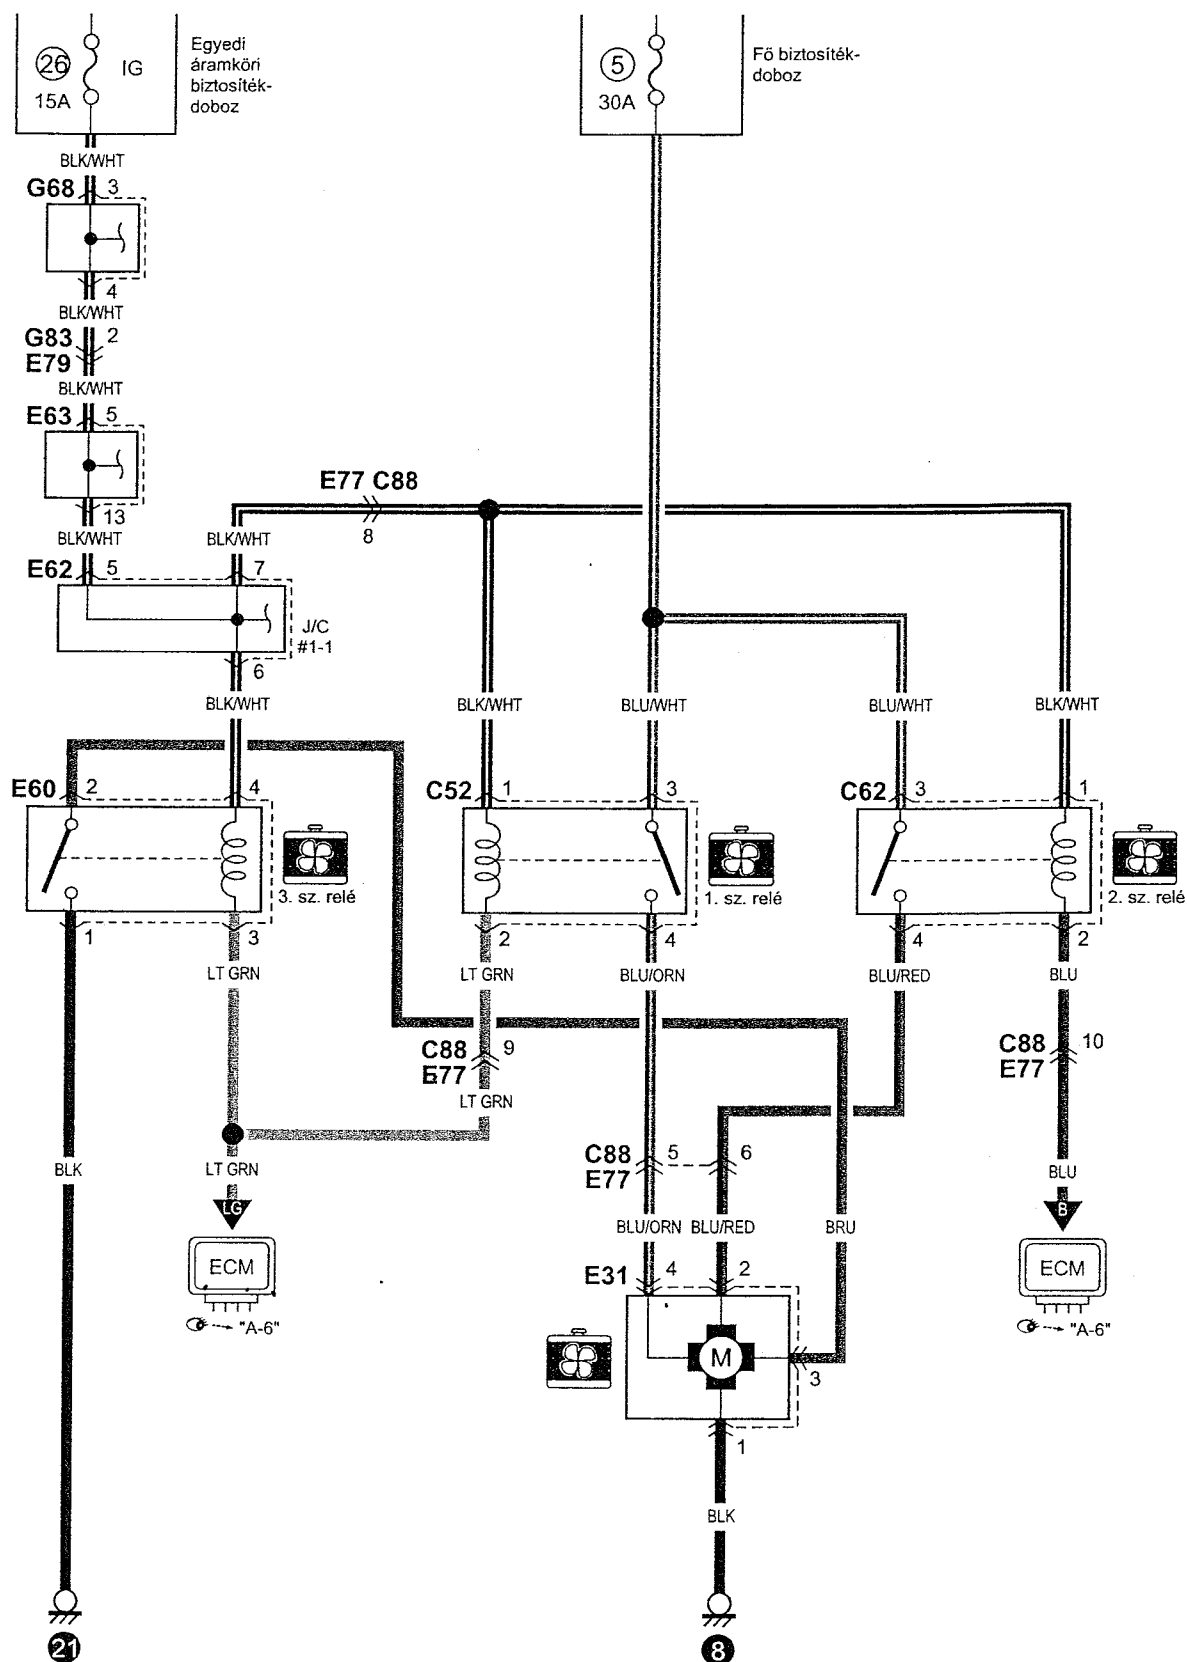 26
15A
IG
Egyedi
áramköri
biztosíték-
doboz
5
30A
Fő biztosíték-
doboz
BLK/WHT
G68 3
4
BLK/WHT
G83 2
E79
BLK/WHT
E63 5
13
E77 C88
8
BLK/WHT BLK/WHT
E62 5 7
J/C
#1-1
6
BLK/WHT BLK/WHT BLU/WHT BLU/WHT BLK/WHT
E60 2 4 C52 1 3 C62 3 1
3. sz. relé 1. sz. relé 2. sz. relé
1 3 2 4 4 2
LT GRN LT GRN BLU/ORN BLU/RED BLU
C88 9
E77
C88 10
E77
LT GRN
C88 5 6
E77
BLK LT GRN BLU
LG B
BLU/ORN BLU/RED BRU
ECM ECM
E31 4 2
"A-6" "A-6"
M
3
1
BLK
21 8